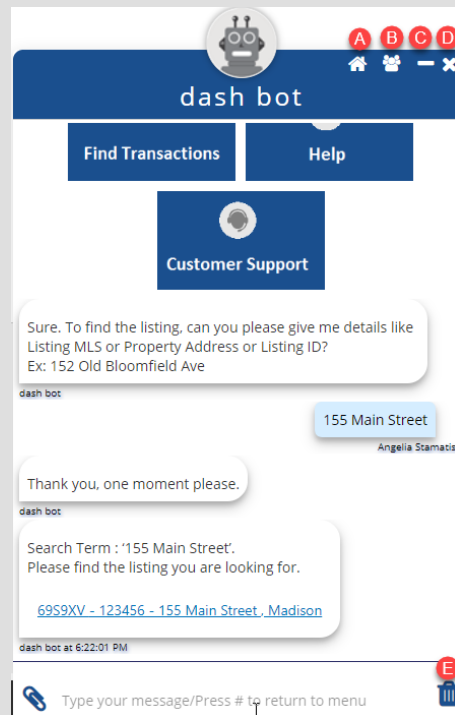 A B C D
dash bot
Find Transactions
Help
Customer Support
Sure. To find the listing, can you please give me details like
Listing MLS or Property Address or Listing ID?
Ex: 152 Old Bloomfield Ave
dash bot
155 Main Street
Angelia Stamatis
Thank you, one moment please.
dash bot
Search Term : '155 Main Street'.
Please find the listing you are looking for.
69S9XV - 123456 - 155 Main Street , Madison
dash bot at 6:22:01 PM
E
Type your message/Press # to return to menu